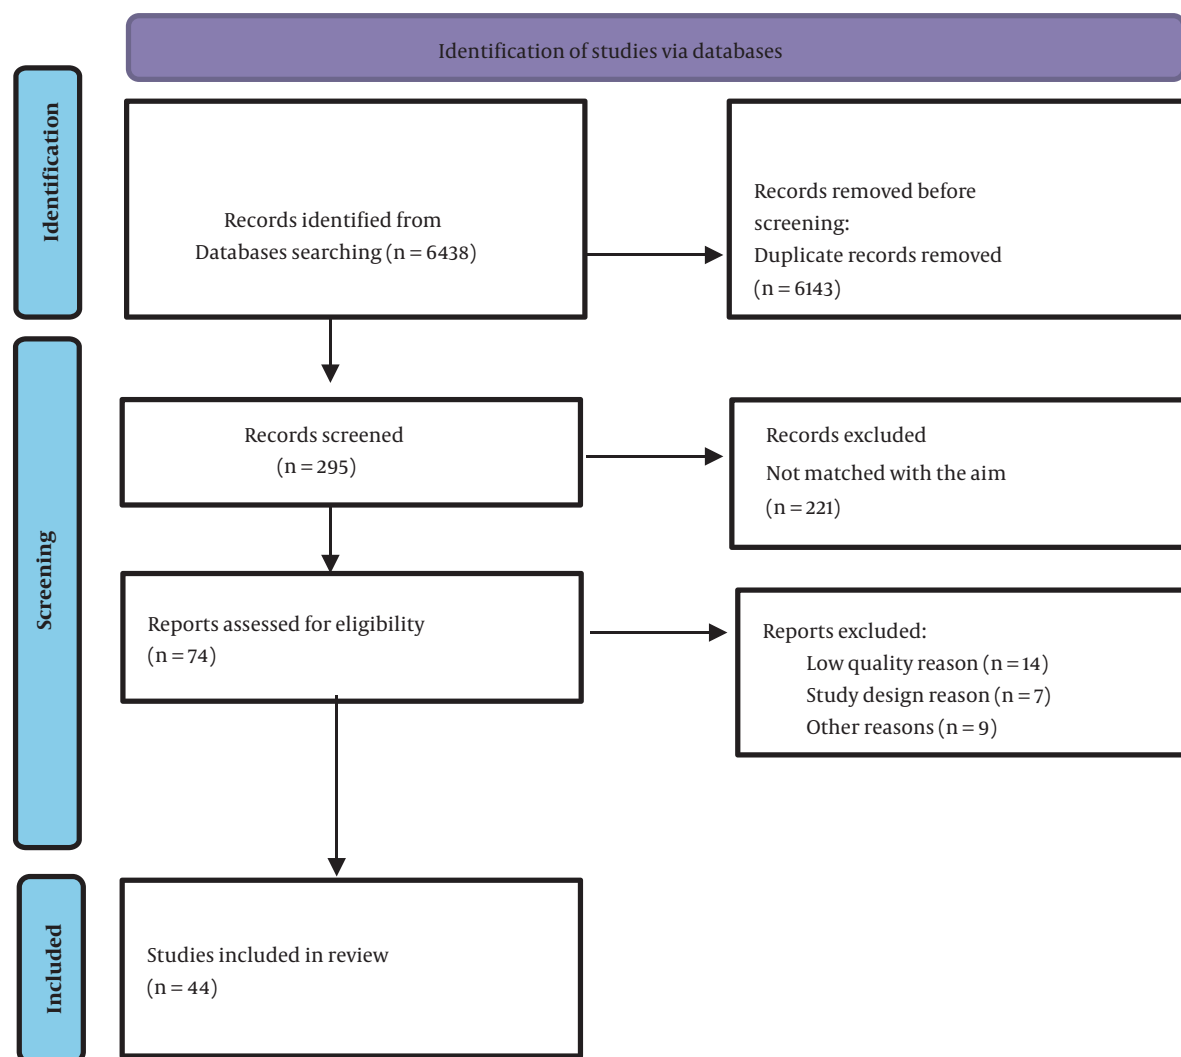 Identification of studies via databases
Identification
Records identified from
Databases searching (n = 6438)
Records removed before
screening:
Duplicate records removed
(n = 6143)
Screening
Records screened
(n = 295)
Records excluded
Not matched with the aim
(n = 221)
Reports assessed for eligibility
(n = 74)
Reports excluded:
Low quality reason (n = 14)
Study design reason (n = 7)
Other reasons (n = 9)
Included
Studies included in review
(n = 44)